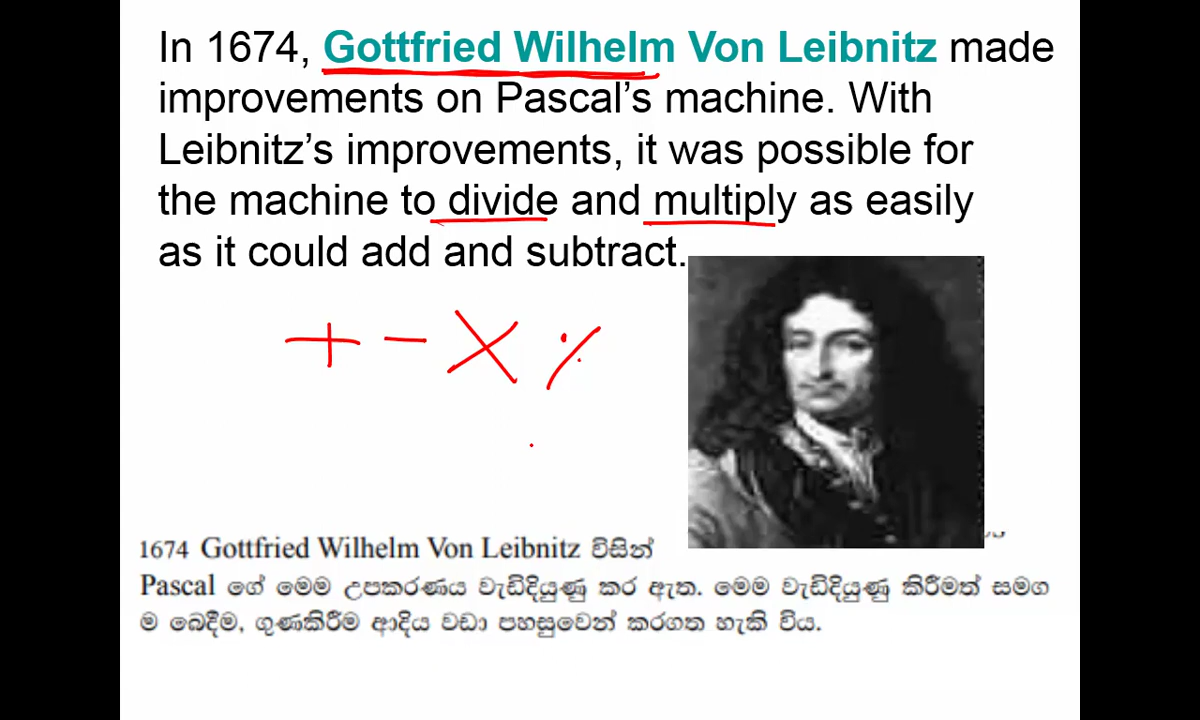 In 1674, Gottfried Wilhelm Von Leibnitz made
improvements on Pascal’s machine. With
Leibnitz’s improvements, it was possible for
the machine to divide and multiply as easily
as it could add and subtract.
+ − × ٪
1674 Gottfried Wilhelm Von Leibnitz විසින්
Pascal ගේ මෙම උපකරණය වැඩිදියුණු කර ඇත. මෙම වැඩිදියුණු කිරීමත් සමග
ම බෙදීම, ගුණකිරීම ආදිය වඩා පහසුවෙන් කරගත හැකි විය.